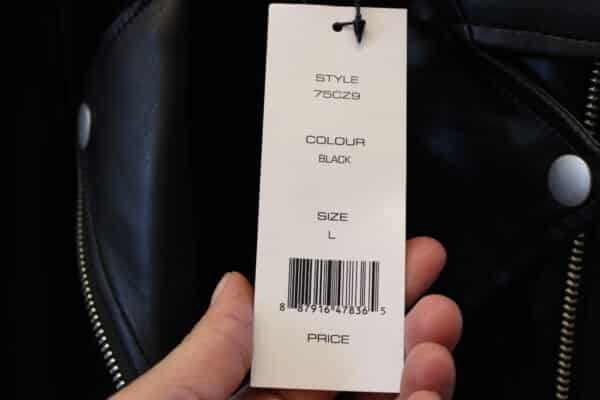 STYLE
75CZ9
COLOUR
BLACK
SIZE
L
8 87916 47836 5
PRICE